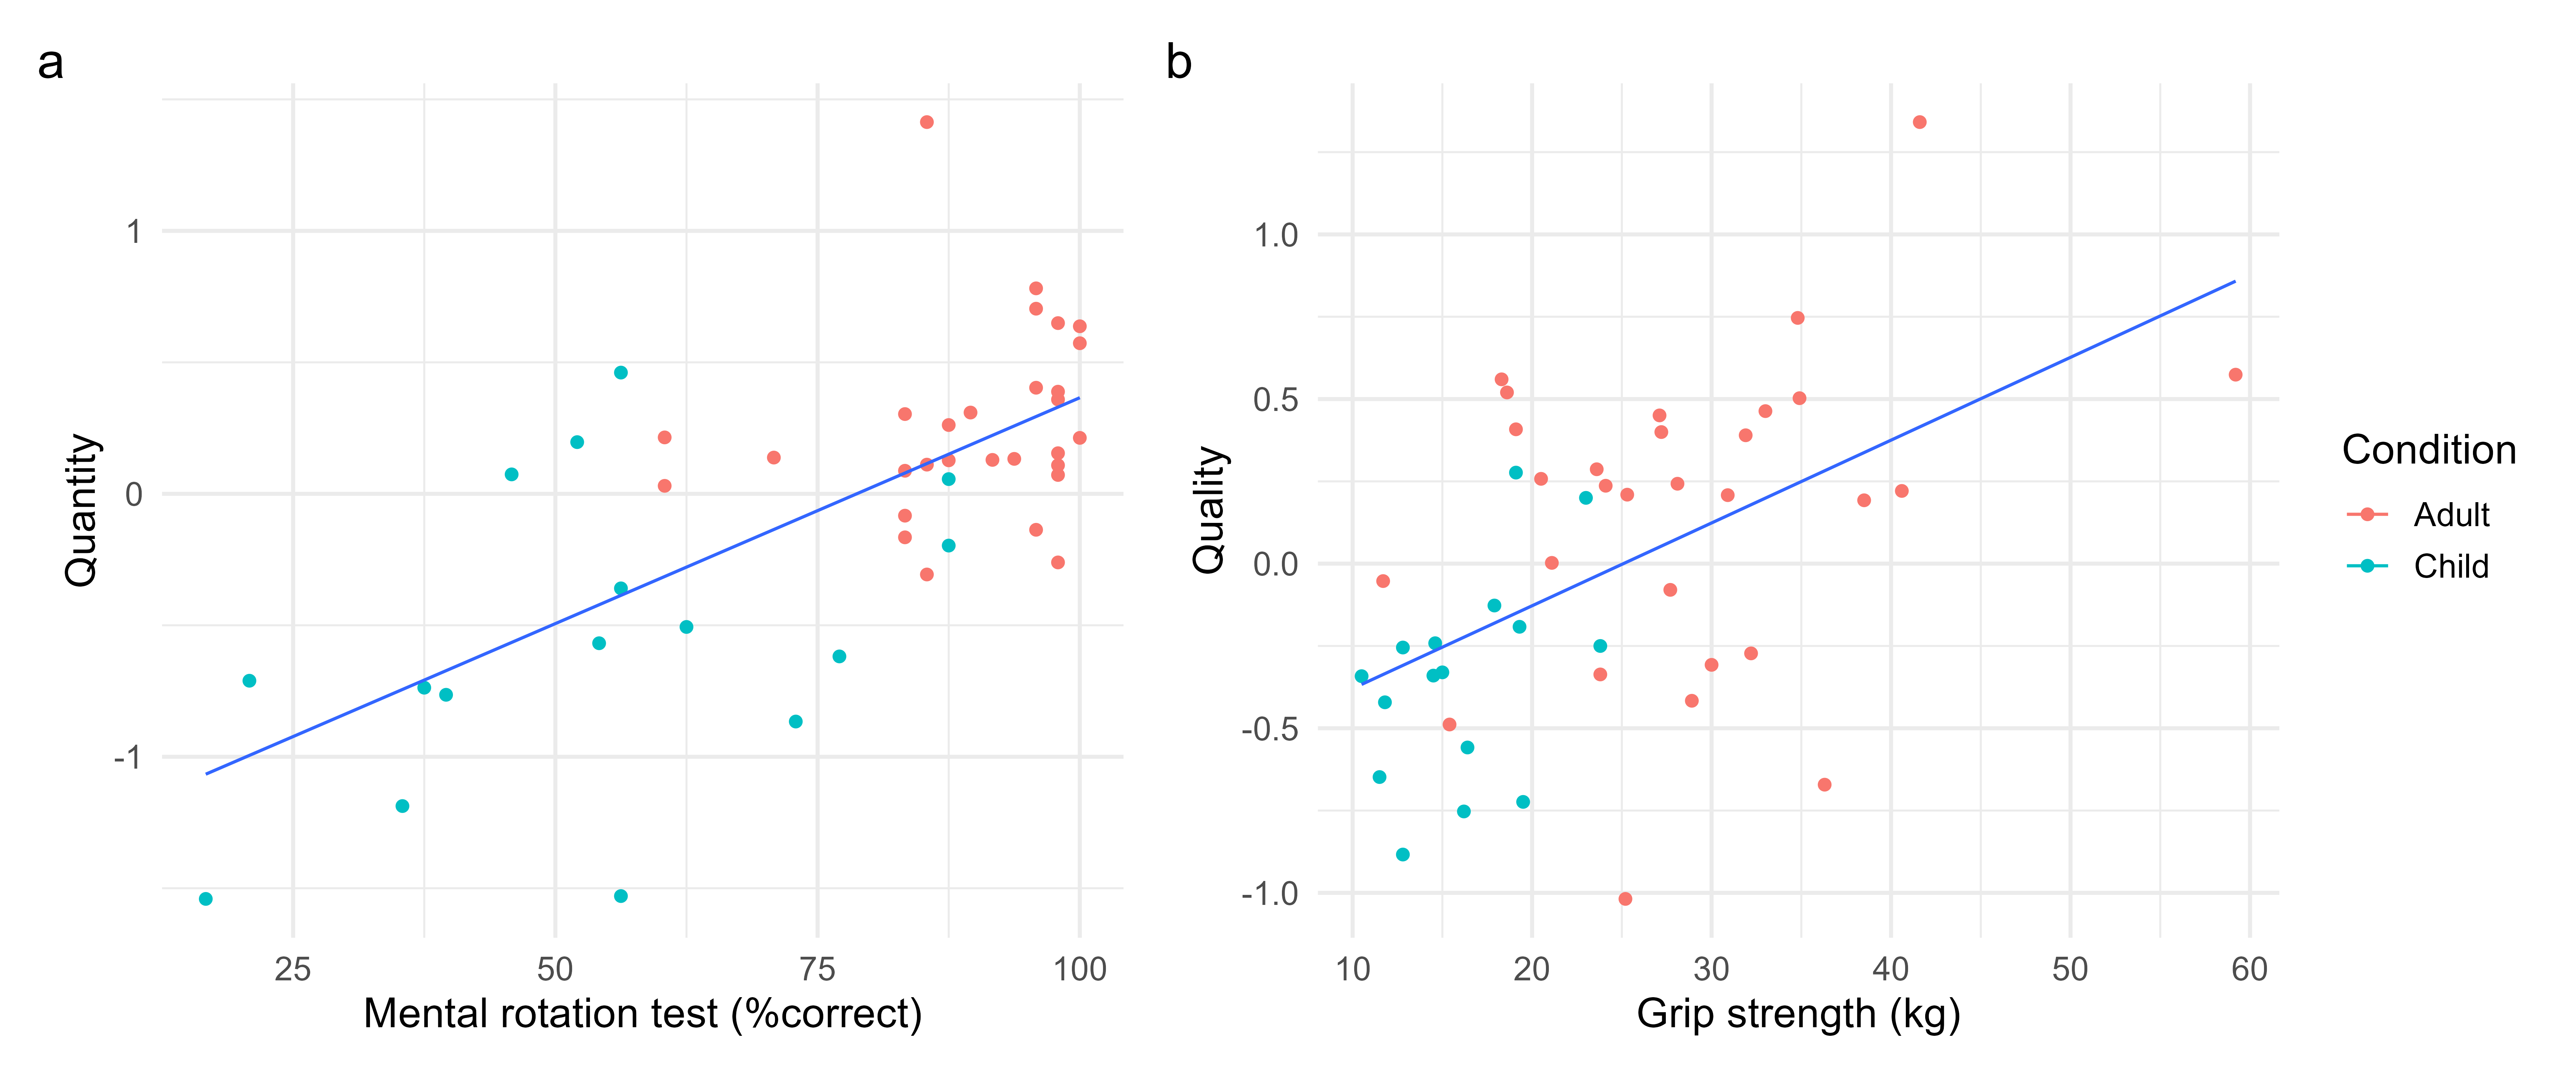 a
1
0
-1
Quantity
25 50 75 100
Mental rotation test (%correct)
b
1.0
0.5
0.0
-0.5
-1.0
Quality
10 20 30 40 50 60
Grip strength (kg)
Condition
Adult
Child